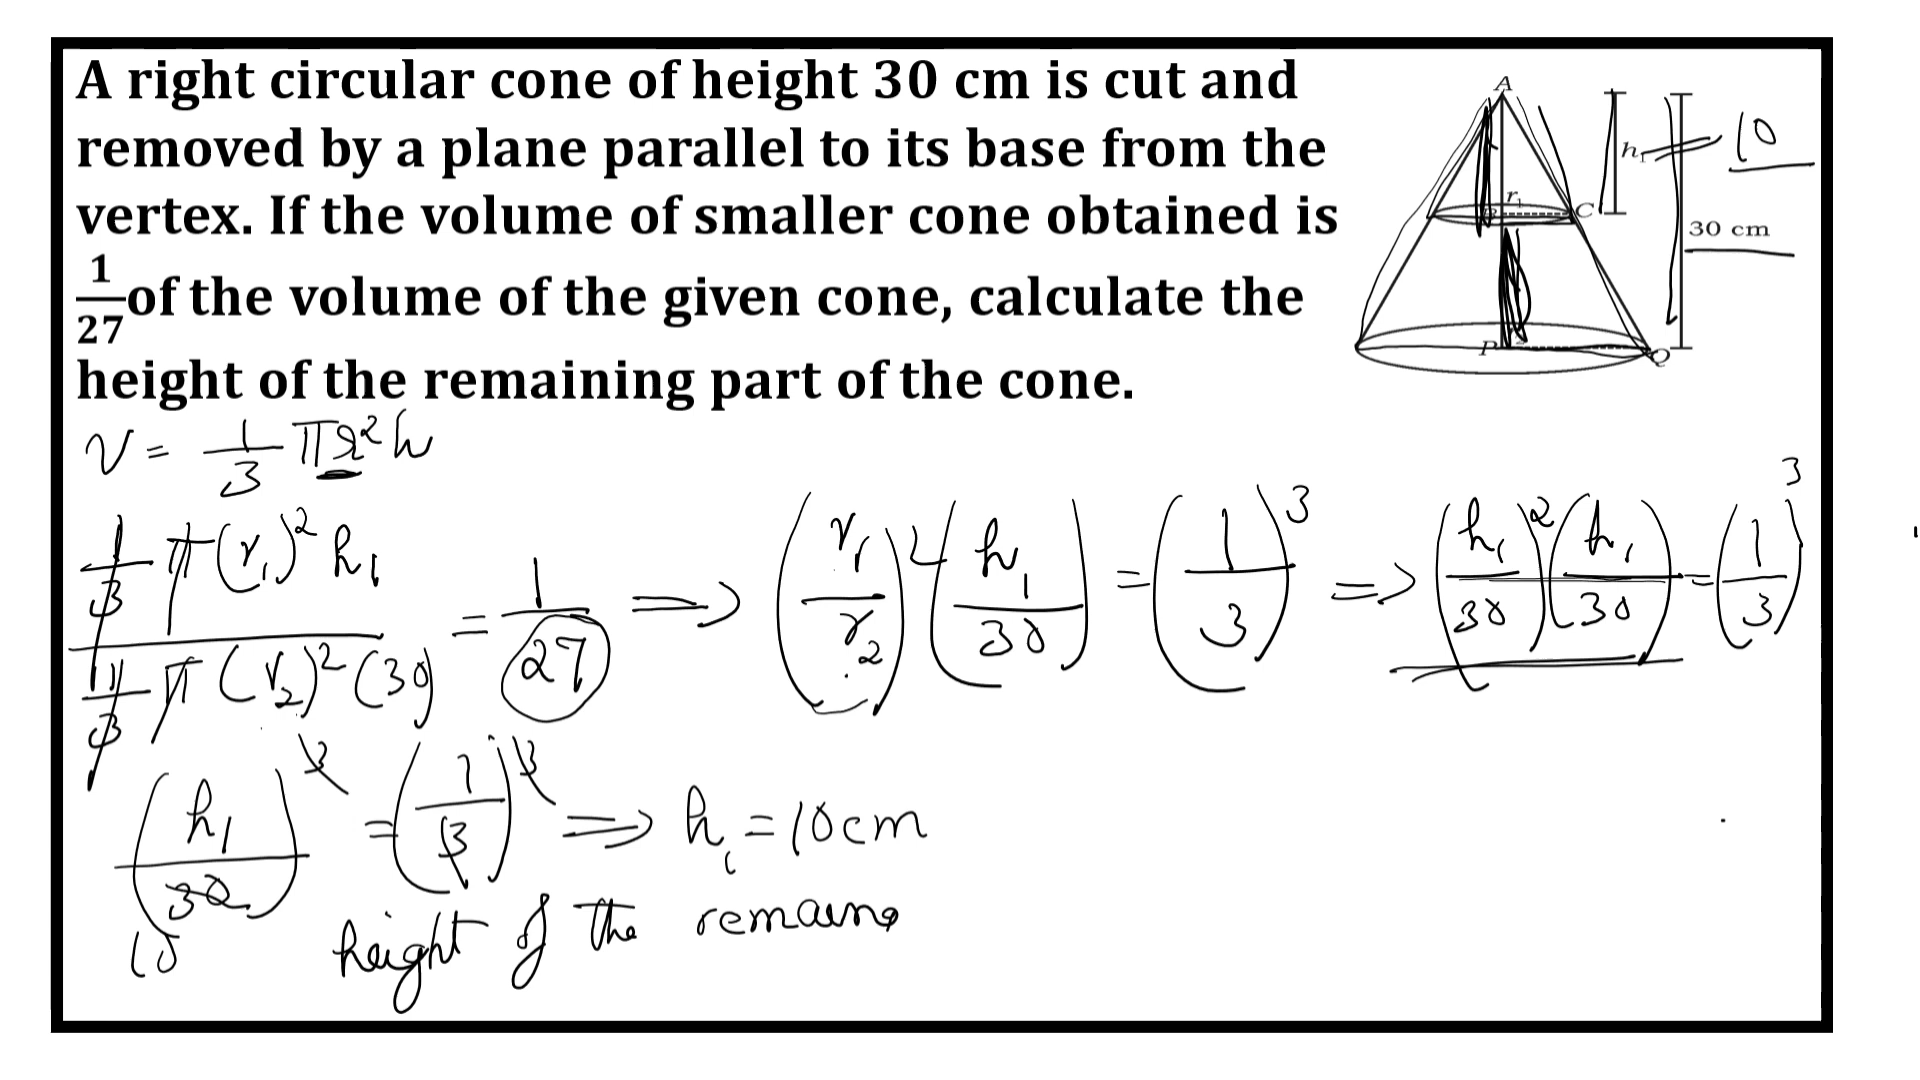 A right circular cone of height 30 cm is cut and
removed by a plane parallel to its base from the
vertex. If the volume of smaller cone obtained is
1/27 of the volume of the given cone, calculate the
height of the remaining part of the cone.
A
h₁
10
r₁
C
30 cm
P
Q
V = 1/3 πr²h
(1/3 π(r₁)² h₁)/(1/3 π(r₂)²(30)) = 1/27 ⇒ (r₁/r₂)² (h₁/30) = (1/3)³ ⇒ (h₁/30)² (h₁/30) = (1/3)³
(h₁/30)³ = (1/3)³ ⇒ h₁ = 10cm
10
height of the